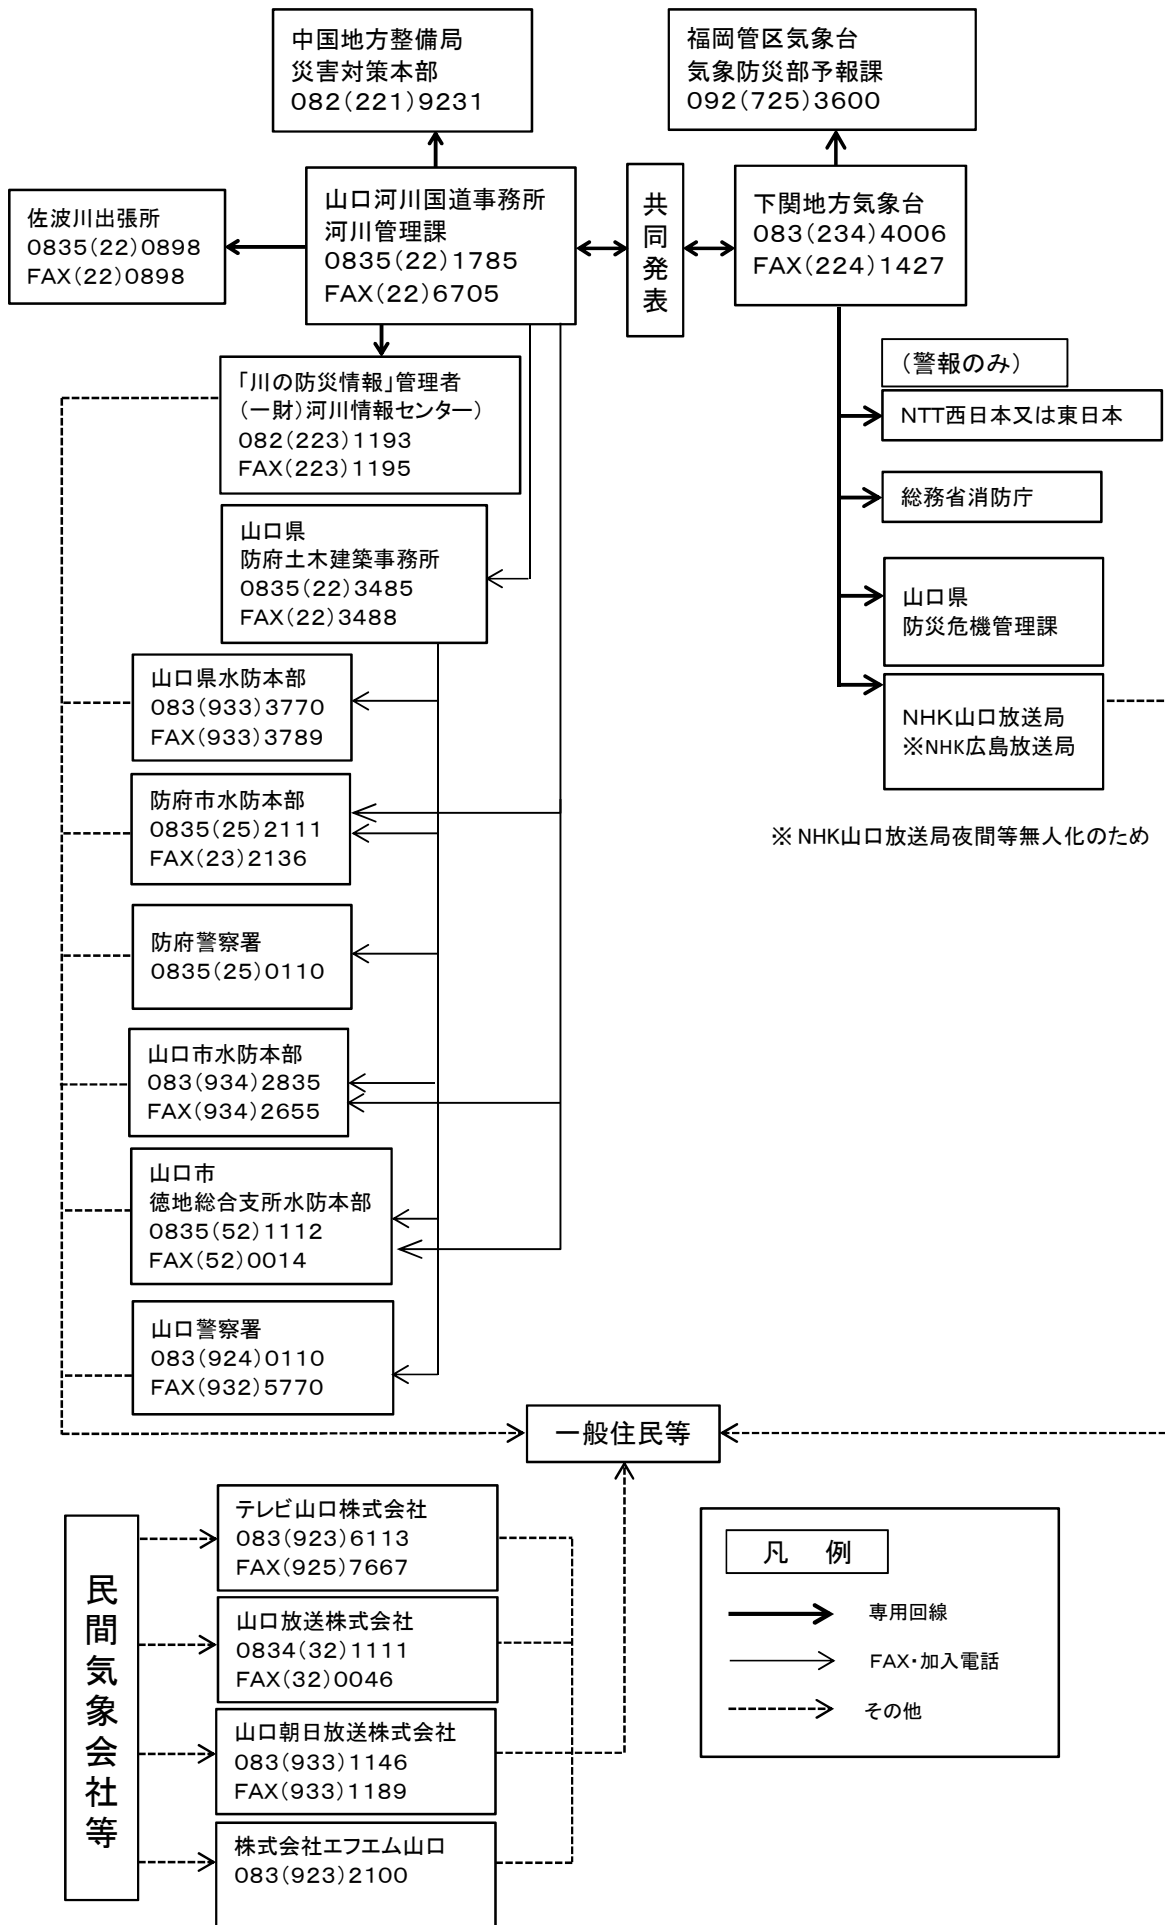 中国地方整備局
災害対策本部
082(221)9231
福岡管区気象台
気象防災部予報課
092(725)3600
佐波川出張所
0835(22)0898
FAX(22)0898
山口河川国道事務所
河川管理課
0835(22)1785
FAX(22)6705
共同発表
下関地方気象台
083(234)4006
FAX(224)1427
(警報のみ)
NTT西日本又は東日本
総務省消防庁
山口県
防災危機管理課
NHK山口放送局
※NHK広島放送局
※ NHK山口放送局夜間等無人化のため
「川の防災情報」管理者
(一財)河川情報センター)
082(223)1193
FAX(223)1195
山口県
防府土木建築事務所
0835(22)3485
FAX(22)3488
山口県水防本部
083(933)3770
FAX(933)3789
防府市水防本部
0835(25)2111
FAX(23)2136
防府警察署
0835(25)0110
山口市水防本部
083(934)2835
FAX(934)2655
山口市
徳地総合支所水防本部
0835(52)1112
FAX(52)0014
山口警察署
083(924)0110
FAX(932)5770
一般住民等
民間気象会社等
テレビ山口株式会社
083(923)6113
FAX(925)7667
山口放送株式会社
0834(32)1111
FAX(32)0046
山口朝日放送株式会社
083(933)1146
FAX(933)1189
株式会社エフエム山口
083(923)2100
凡 例
専用回線
FAX・加入電話
その他